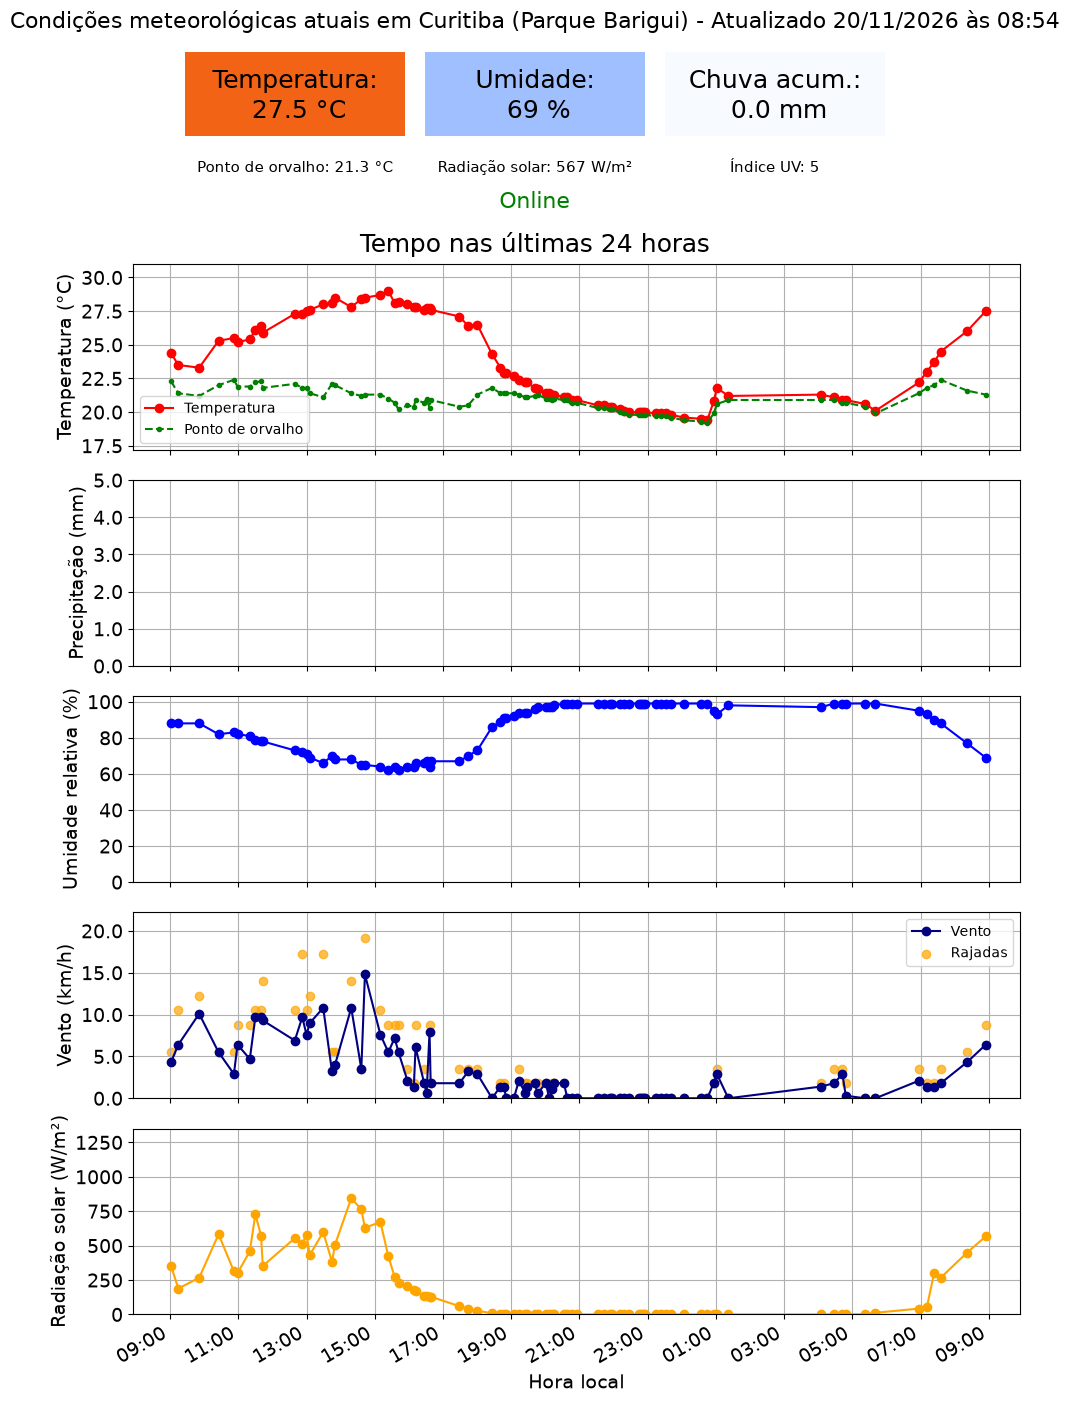 Condições meteorológicas atuais em Curitiba (Parque Barigui) - Atualizado 20/11/2026 às 08:54
Temperatura:
27.5 °C
Umidade:
69 %
Chuva acum.:
0.0 mm
Ponto de orvalho: 21.3 °C
Radiação solar: 567 W/m²
Índice UV: 5
Online
Tempo nas últimas 24 horas
Temperatura (°C)
30.0
27.5
25.0
22.5
20.0
17.5
Temperatura
Ponto de orvalho
Precipitação (mm)
5.0
4.0
3.0
2.0
1.0
0.0
Umidade relativa (%)
100
80
60
40
20
0
Vento (km/h)
20.0
15.0
10.0
5.0
0.0
Vento
Rajadas
Radiação solar (W/m²)
1250
1000
750
500
250
0
09:00
11:00
13:00
15:00
17:00
19:00
21:00
23:00
01:00
03:00
05:00
07:00
09:00
Hora local